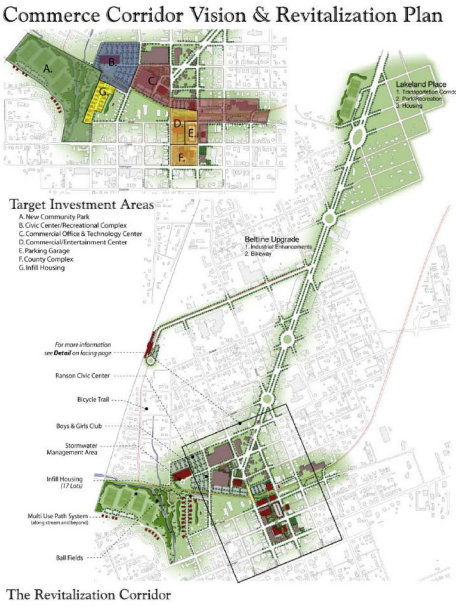 Commerce Corridor Vision & Revitalization Plan
A.
B.
C.
G.
D.
E.
F.
Lakeland Place
1. Transportation Corrido
2. Park/Recreation
3. Housing
Target Investment Areas
A. New Community Park
B. Civic Center/Recreational Complex
C. Commercial Office & Technology Center
D. Commercial/Entertainment Center
E. Parking Garage
F. County Complex
G. Infill Housing
Beltline Upgrade
1. Industrial Enhancements
2. Bikeway
For more information
see Detail on facing page
Ranson Civic Center
Bicycle Trail
Boys & Girls Club
Stormwater
Management Area
Infill Housing
(17 Lots)
Multi Use Path System
(along stream and beyond)
Ball Fields
The Revitalization Corridor